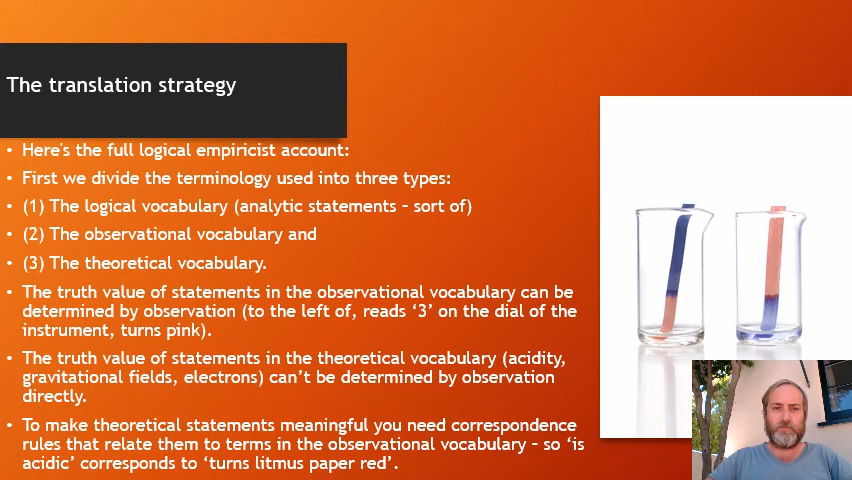 The translation strategy
• Here's the full logical empiricist account:
• First we divide the terminology used into three types:
• (1) The logical vocabulary (analytic statements – sort of)
• (2) The observational vocabulary and
• (3) The theoretical vocabulary.
• The truth value of statements in the observational vocabulary can be
determined by observation (to the left of, reads ‘3’ on the dial of the
instrument, turns pink).
• The truth value of statements in the theoretical vocabulary (acidity,
gravitational fields, electrons) can’t be determined by observation
directly.
• To make theoretical statements meaningful you need correspondence
rules that relate them to terms in the observational vocabulary – so ‘is
acidic’ corresponds to ‘turns litmus paper red’.